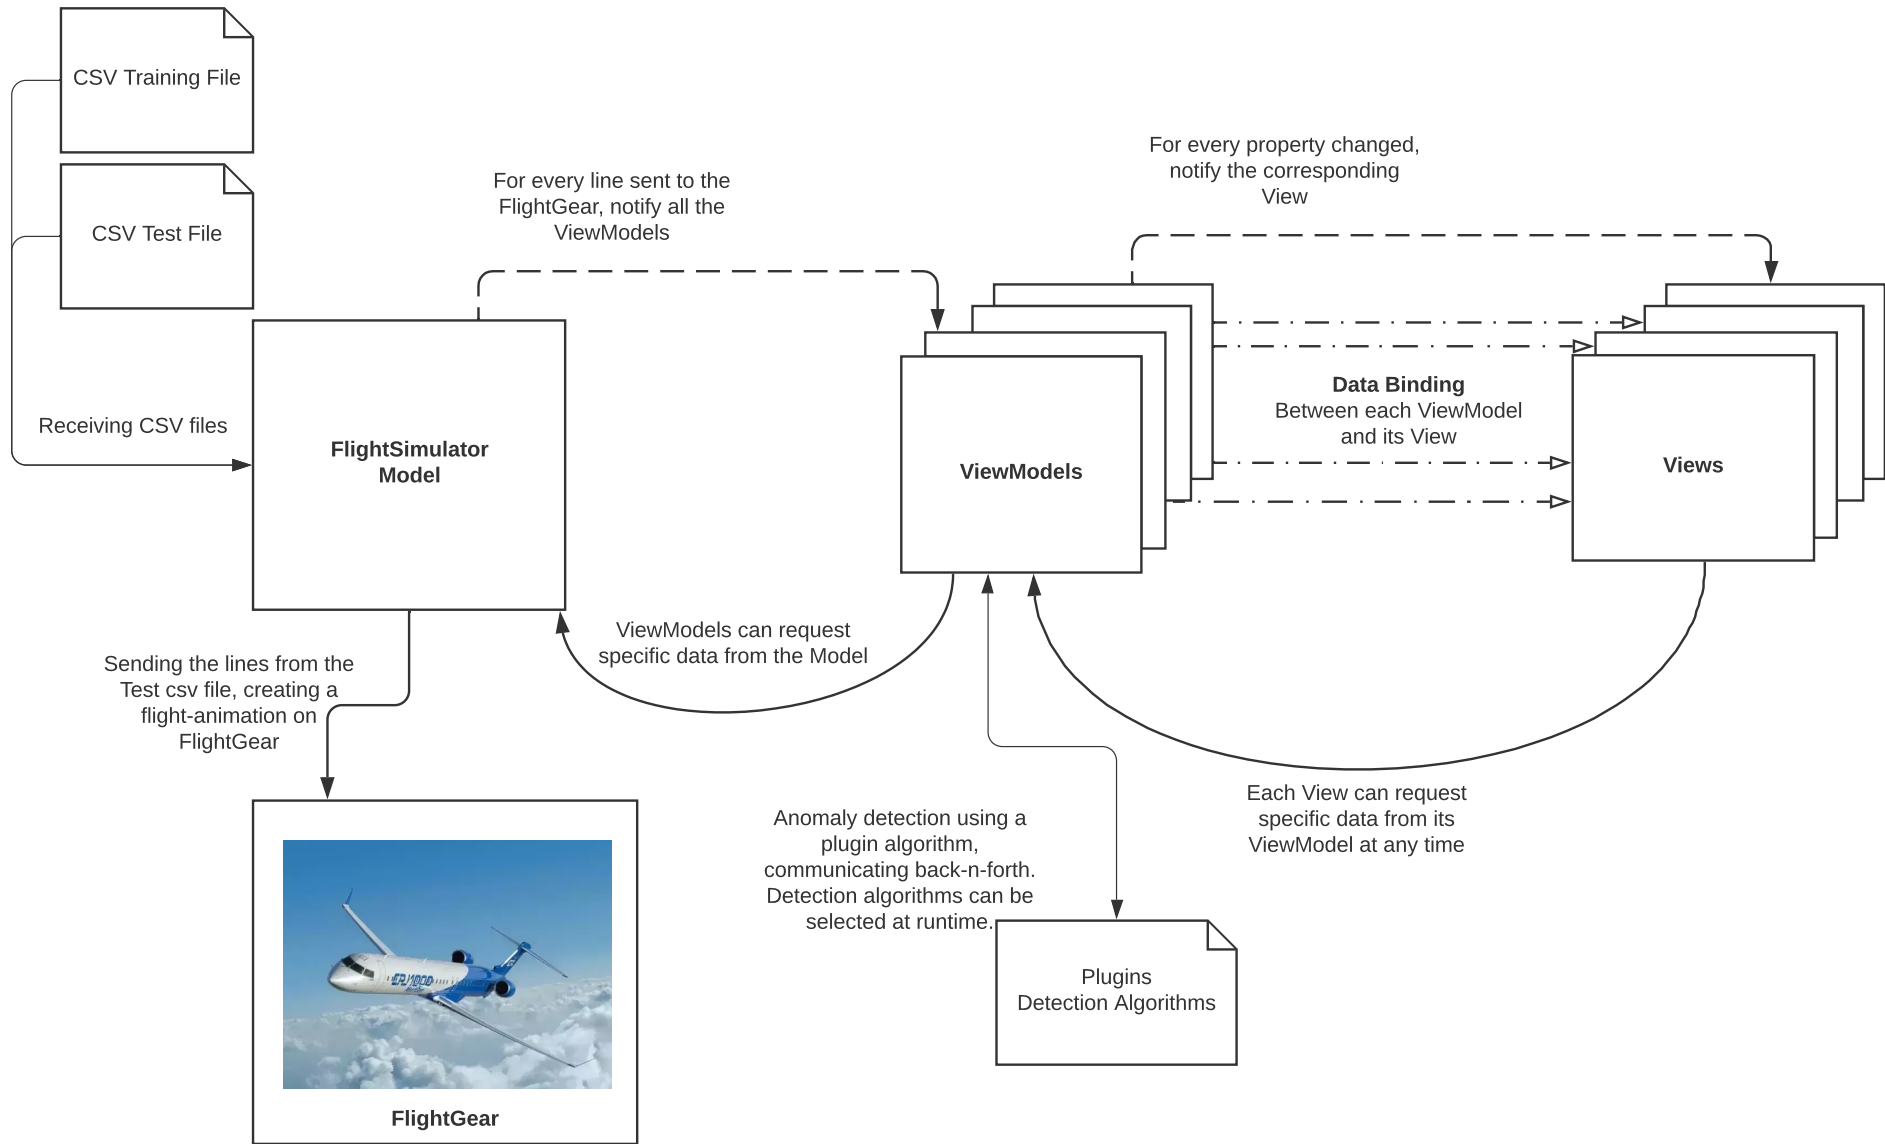 CSV Training File
CSV Test File
For every line sent to the
FlightGear, notify all the
ViewModels
For every property changed,
notify the corresponding
View
Receiving CSV files
FlightSimulator
Model
ViewModels
Data Binding
Between each ViewModel
and its View
Views
ViewModels can request
specific data from the Model
Sending the lines from the
Test csv file, creating a
flight-animation on
FlightGear
Anomaly detection using a
plugin algorithm,
communicating back-n-forth.
Detection algorithms can be
selected at runtime.
Each View can request
specific data from its
ViewModel at any time
Plugins
Detection Algorithms
CRJ1000
FlightGear